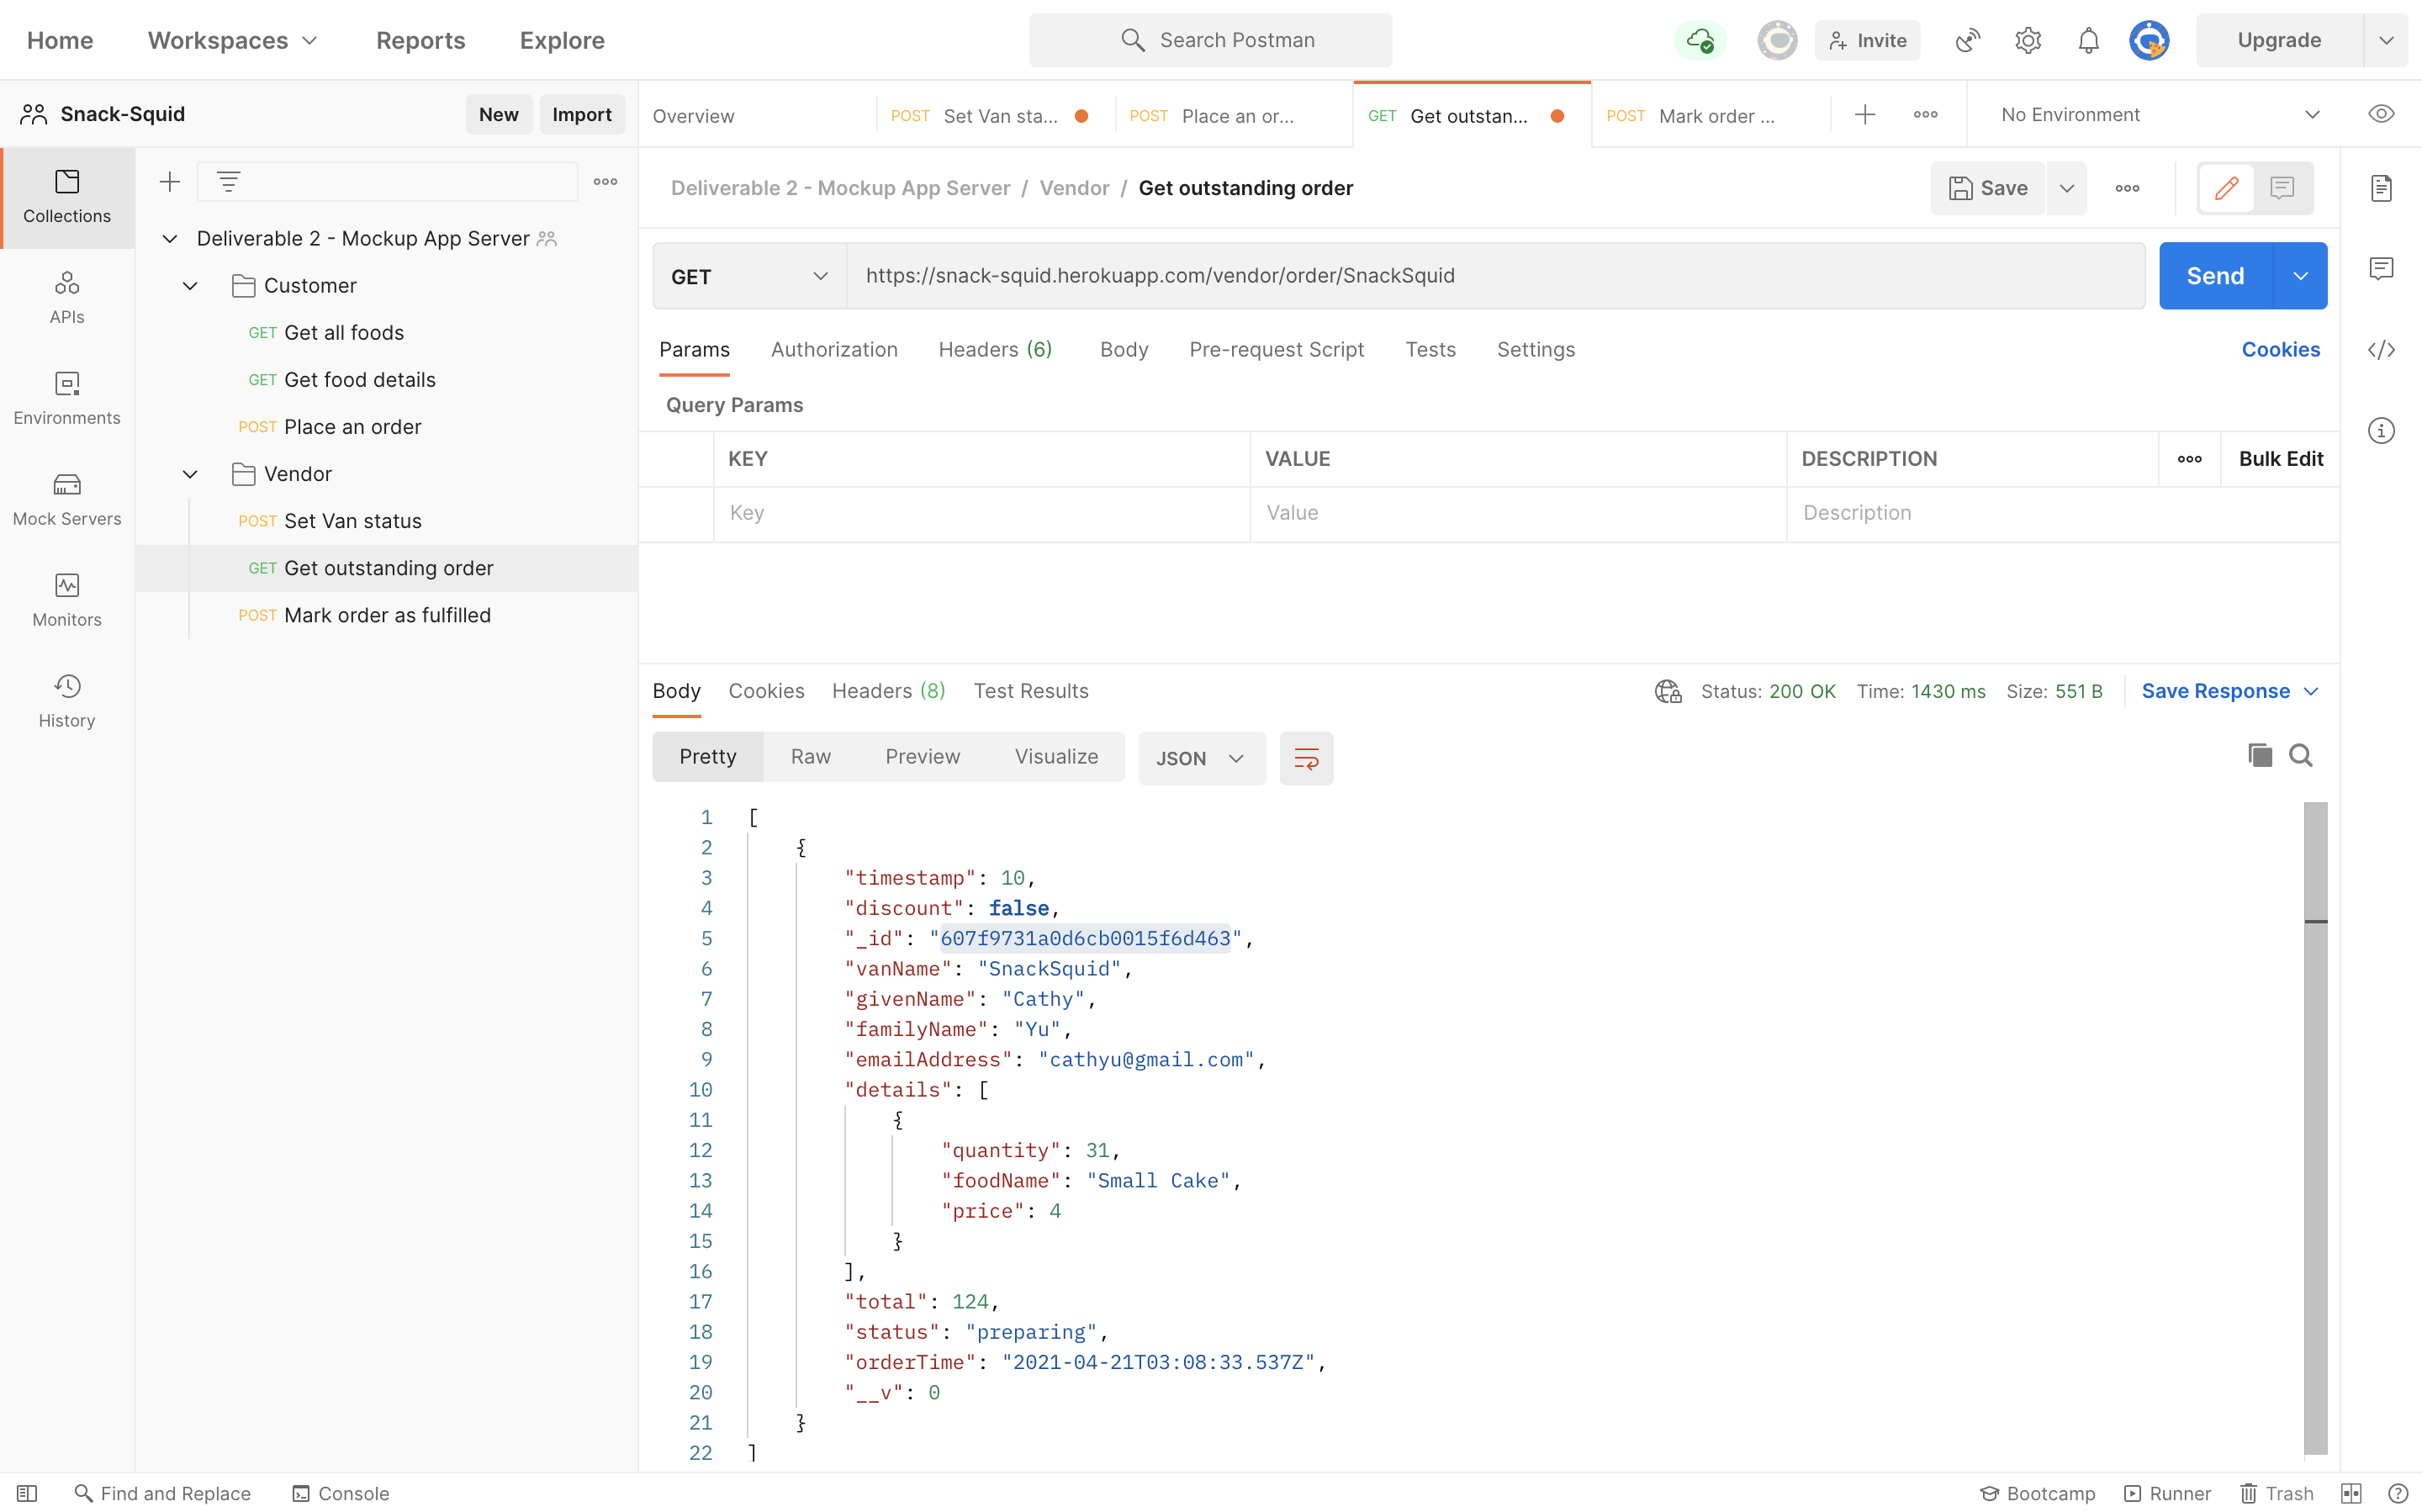 Home Workspaces Reports Explore Search Postman Invite Upgrade
Snack-Squid New Import
Overview POST Set Van sta... POST Place an or... GET Get outstan... POST Mark order ... No Environment
Collections
APIs
Environments
Mock Servers
Monitors
History
Deliverable 2 - Mockup App Server
Customer
GET Get all foods
GET Get food details
POST Place an order
Vendor
POST Set Van status
GET Get outstanding order
POST Mark order as fulfilled
Deliverable 2 - Mockup App Server / Vendor / Get outstanding order Save
GET https://snack-squid.herokuapp.com/vendor/order/SnackSquid Send
Params Authorization Headers (6) Body Pre-request Script Tests Settings Cookies
Query Params
KEY VALUE DESCRIPTION Bulk Edit
Key Value Description
Body Cookies Headers (8) Test Results Status: 200 OK Time: 1430 ms Size: 551 B Save Response
Pretty Raw Preview Visualize JSON
1 [
2 {
3 "timestamp": 10,
4 "discount": false,
5 "_id": "607f9731a0d6cb0015f6d463",
6 "vanName": "SnackSquid",
7 "givenName": "Cathy",
8 "familyName": "Yu",
9 "emailAddress": "cathyu@gmail.com",
10 "details": [
11 {
12 "quantity": 31,
13 "foodName": "Small Cake",
14 "price": 4
15 }
16 ],
17 "total": 124,
18 "status": "preparing",
19 "orderTime": "2021-04-21T03:08:33.537Z",
20 "__v": 0
21 }
22 ]
Find and Replace Console Bootcamp Runner Trash